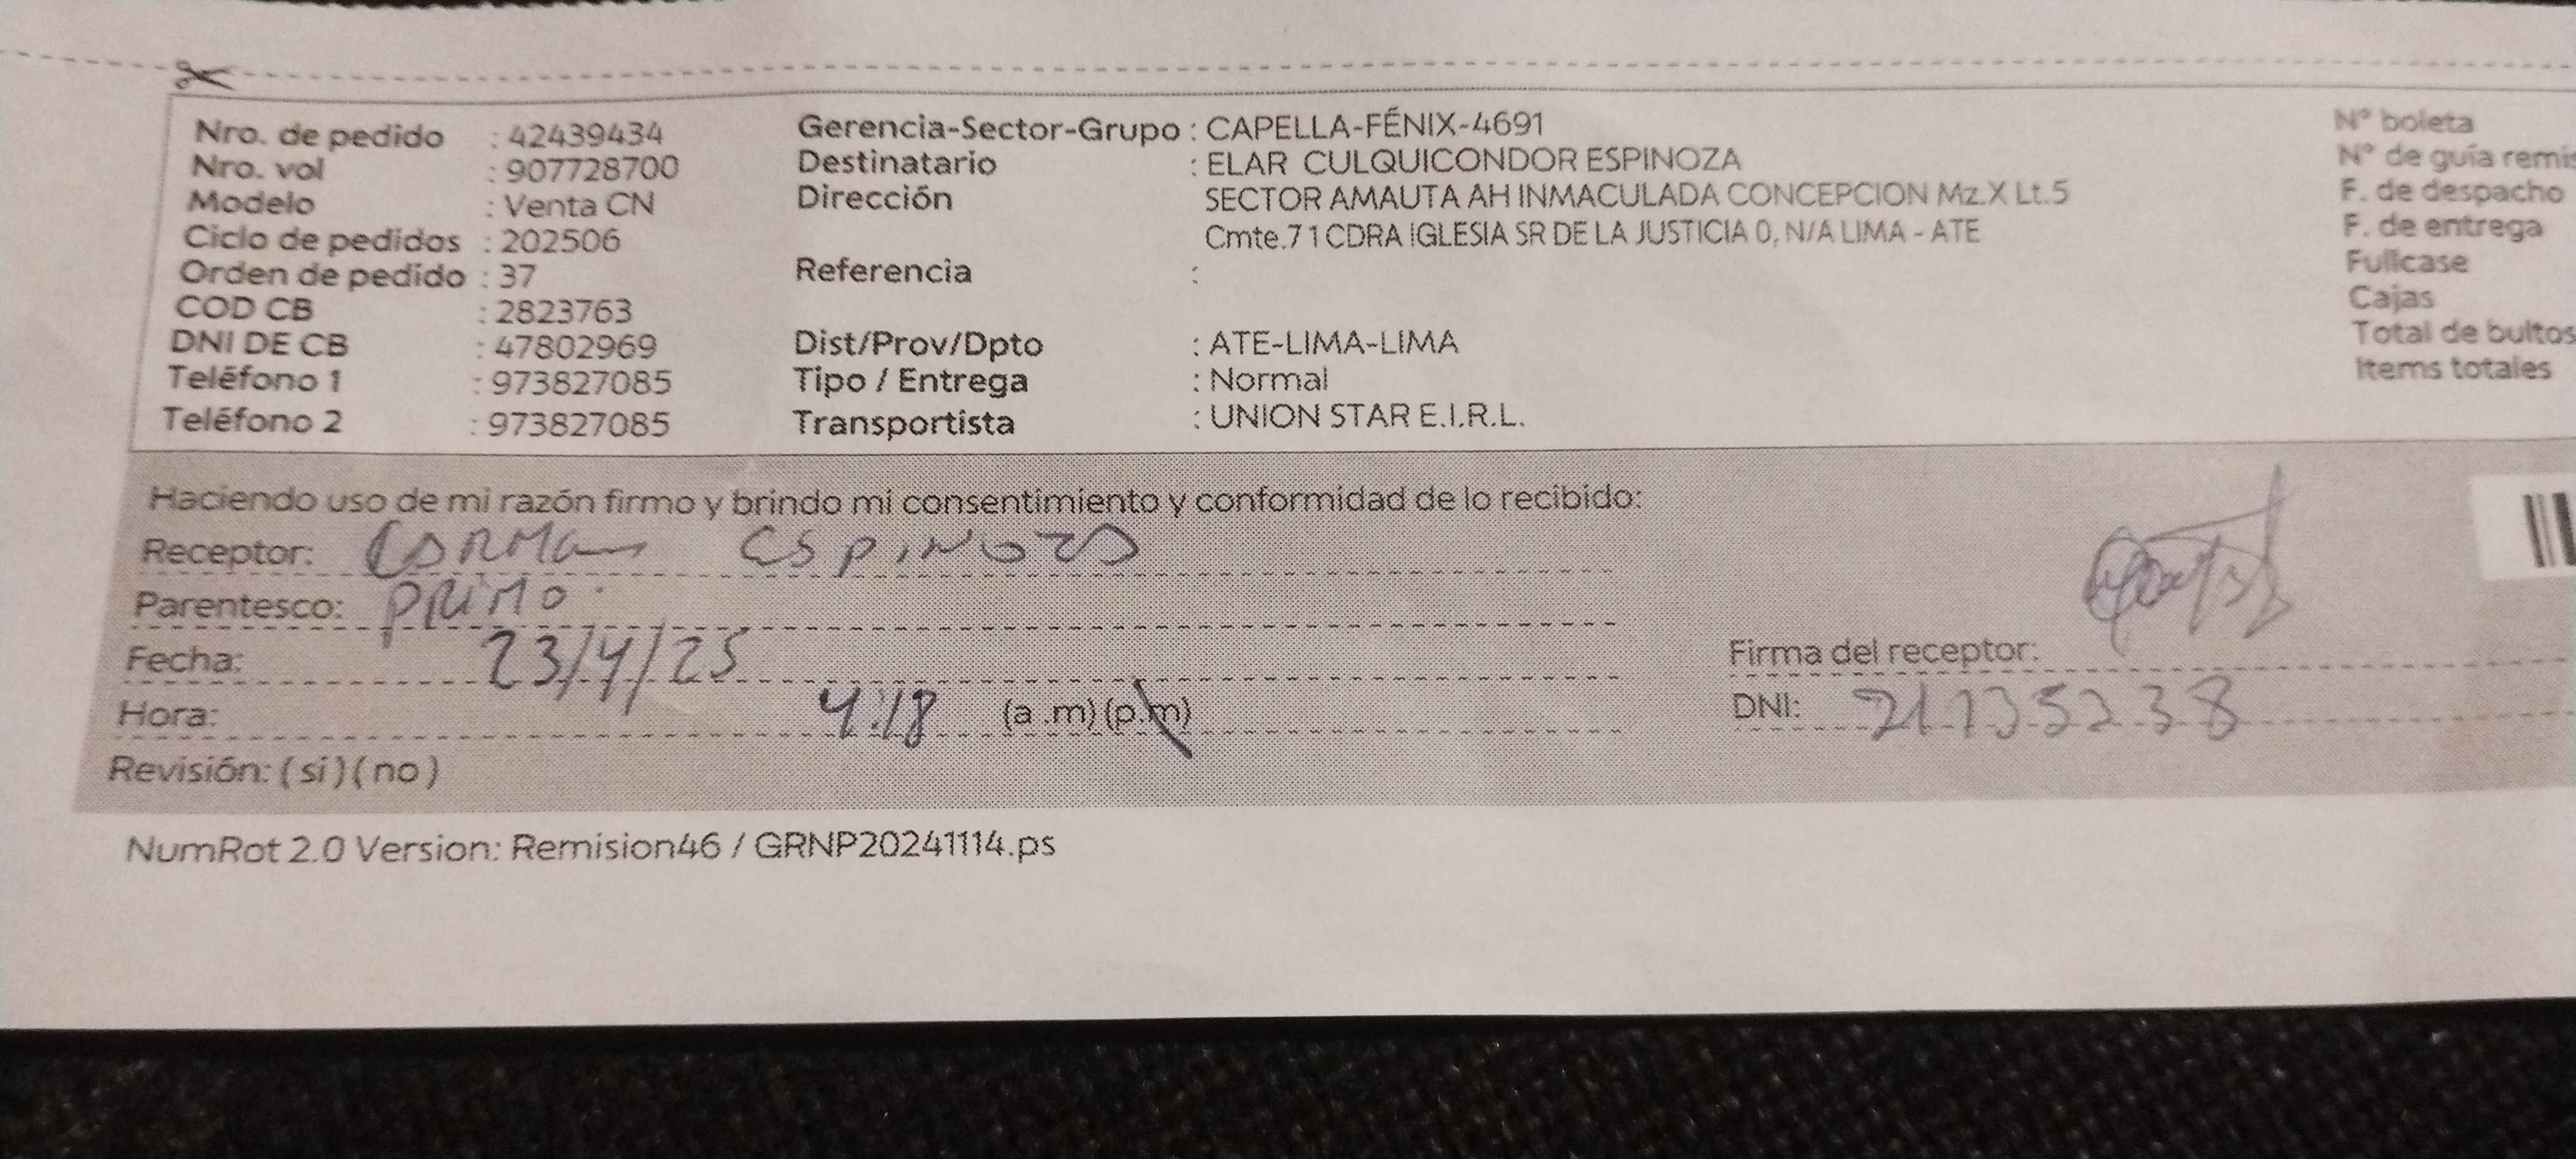 Nro. de pedido : 42439434 Gerencia-Sector-Grupo : CAPELLA-FÉNIX-4691 Nº boleta
Nro. vol : 907728700 Destinatario : ELAR CULQUICONDOR ESPINOZA Nº de guía remis
Modelo : Venta CN Dirección SECTOR AMAUTA AH INMACULADA CONCEPCION Mz.X Lt.5 F. de despacho
Ciclo de pedidos : 202506 Cmte.7 1 CDRA IGLESIA SR DE LA JUSTICIA 0, N/A LIMA - ATE F. de entrega
Orden de pedido : 37 Referencia : Fullcase
COD CB : 2823763 Cajas
DNI DE CB : 47802969 Dist/Prov/Dpto : ATE-LIMA-LIMA Total de bultos
Teléfono 1 : 973827085 Tipo / Entrega : Normal Items totales
Teléfono 2 : 973827085 Transportista : UNION STAR E.I.R.L.
Haciendo uso de mi razón firmo y brindo mi consentimiento y conformidad de lo recibido:
Receptor: ESPINOZA
Parentesco: PRIMO
Fecha: 23/4/25 Firma del receptor:
Hora: 4:18 (a .m) (p.m) DNI:
Revisión: ( si ) ( no )
NumRot 2.0 Version: Remision46 / GRNP20241114.ps